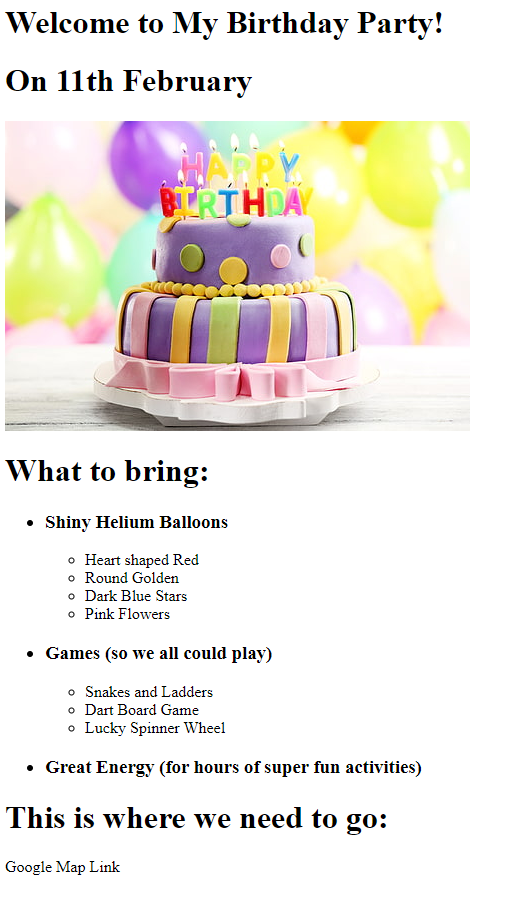 Welcome to My Birthday Party!
On 11th February
HAPPY
BIRTHDAY
What to bring:
Shiny Helium Balloons
Heart shaped Red
Round Golden
Dark Blue Stars
Pink Flowers
Games (so we all could play)
Snakes and Ladders
Dart Board Game
Lucky Spinner Wheel
Great Energy (for hours of super fun activities)
This is where we need to go:
Google Map Link